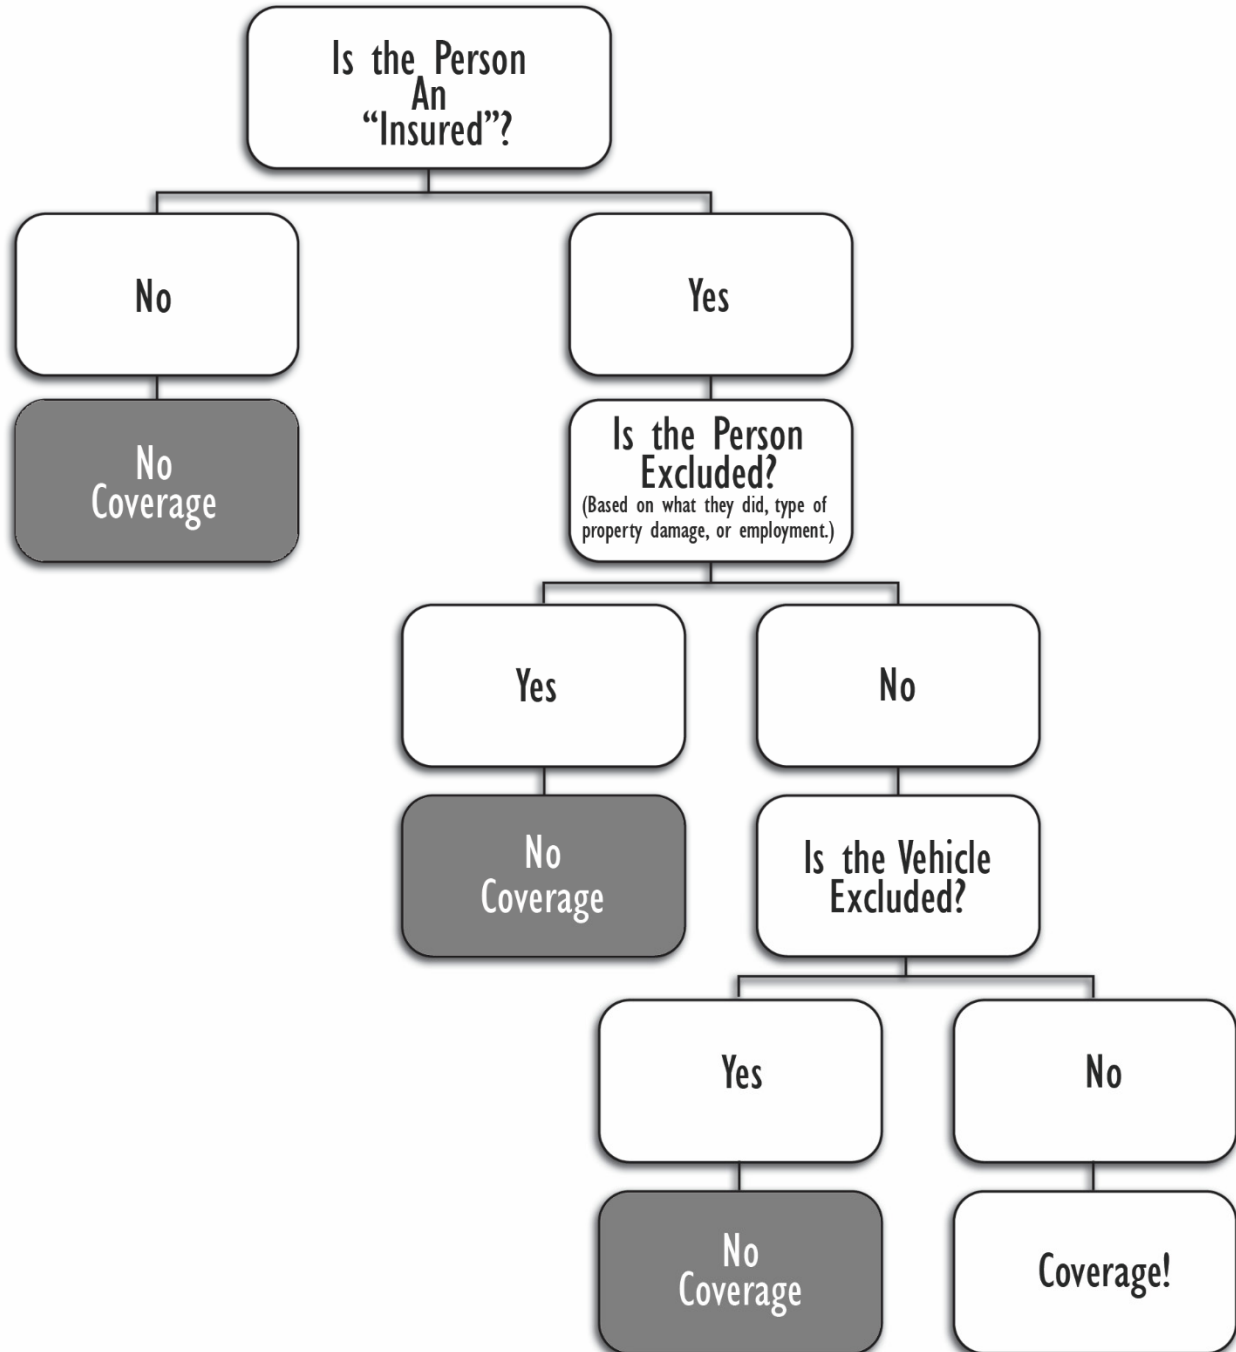 Is the Person
An
“Insured”?
No
Yes
No
Coverage
Is the Person
Excluded?
(Based on what they did, type of
property damage, or employment.)
Yes
No
No
Coverage
Is the Vehicle
Excluded?
Yes
No
No
Coverage
Coverage!